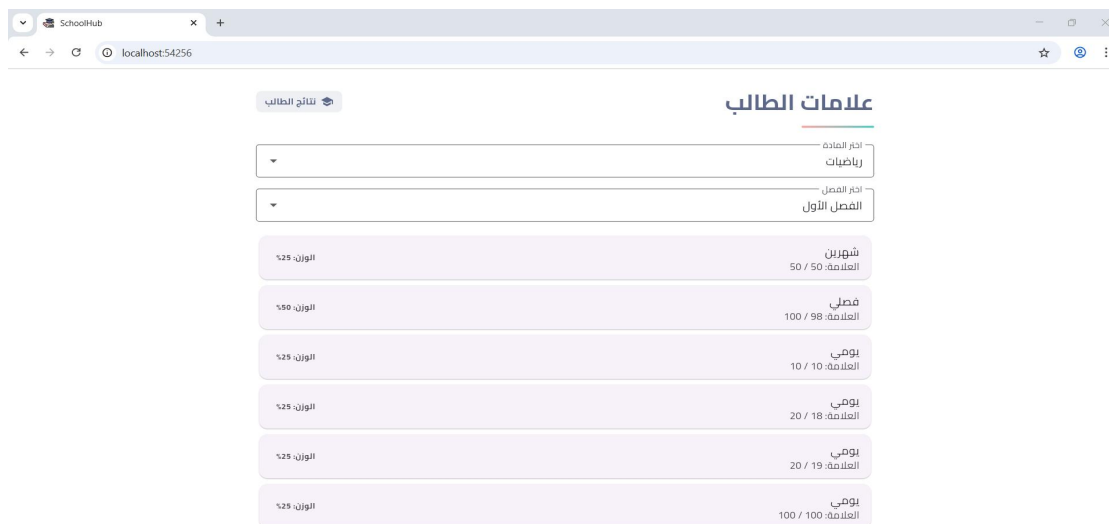 SchoolHub
localhost:54256
علامات الطالب
نتائج الطالب
اختر المادة
رياضيات
اختر الفصل
الفصل الأول
شهرين
العلامة: 50 / 50
الوزن: 25%
فصلي
العلامة: 98 / 100
الوزن: 50%
يومي
العلامة: 10 / 10
الوزن: 25%
يومي
العلامة: 18 / 20
الوزن: 25%
يومي
العلامة: 19 / 20
الوزن: 25%
يومي
العلامة: 100 / 100
الوزن: 25%